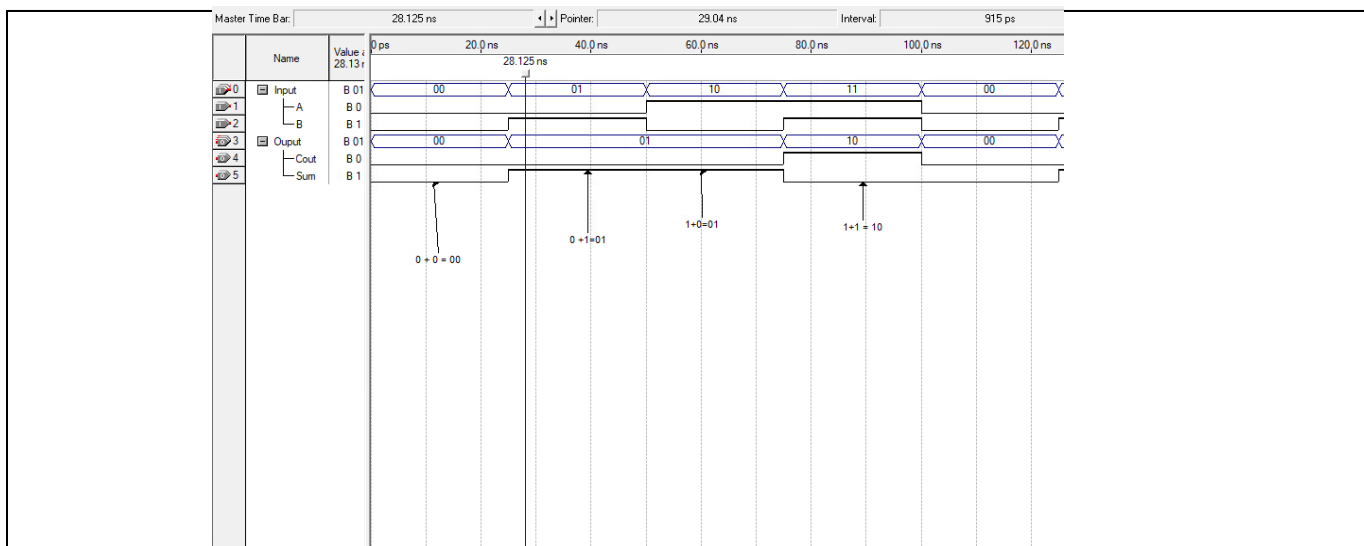 Master Time Bar: 28.125 ns Pointer: 29.04 ns Interval: 915 ps
Name Value 28.13 0 ps 20.0 ns 40.0 ns 60.0 ns 80.0 ns 100.0 ns 120.0 ns
28.125 ns
0 Input B 01 00 01 10 11 00
1 A B 0
2 B B 1
3 Ouput B 01 00 01 10 00
4 Cout B 0
5 Sum B 1
0 + 0 = 00
0 +1=01
1+0=01
1+1 = 10